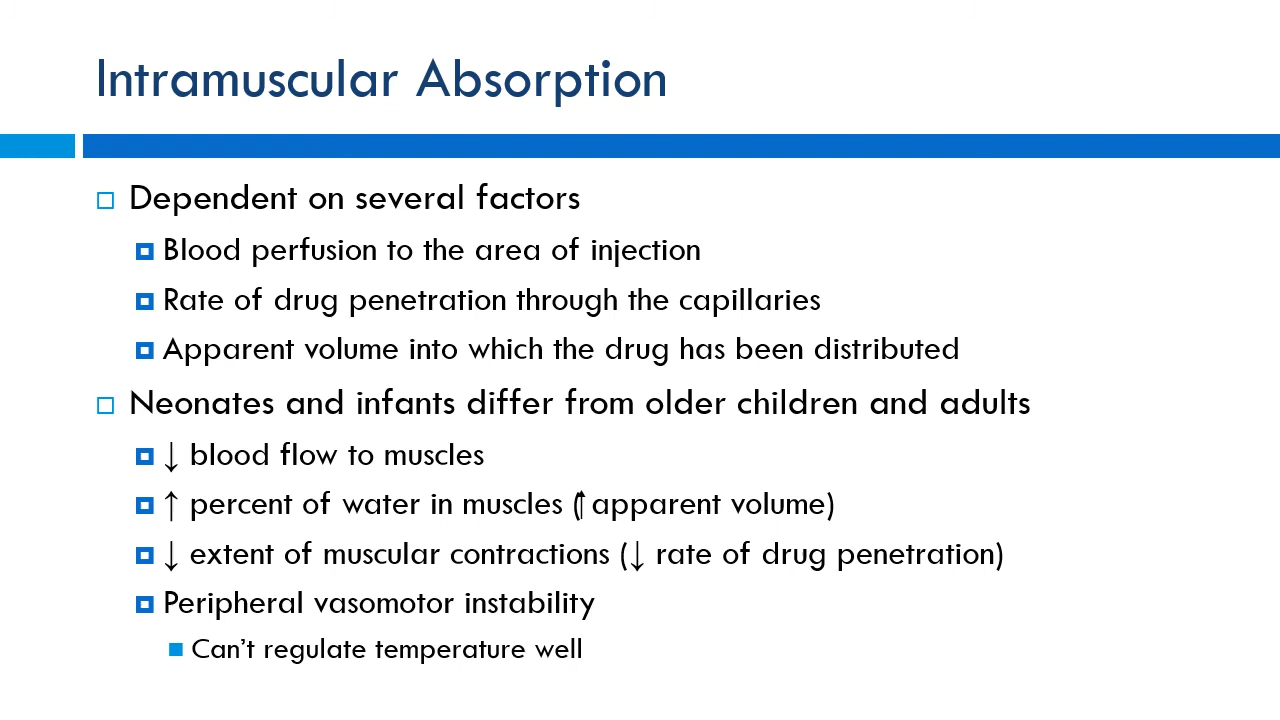 Intramuscular Absorption
Dependent on several factors
Blood perfusion to the area of injection
Rate of drug penetration through the capillaries
Apparent volume into which the drug has been distributed
Neonates and infants differ from older children and adults
↓ blood flow to muscles
↑ percent of water in muscles (↑ apparent volume)
↓ extent of muscular contractions (↓ rate of drug penetration)
Peripheral vasomotor instability
Can’t regulate temperature well